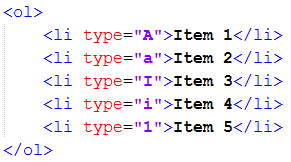 <ol>
<li type="A">Item 1</li>
<li type="a">Item 2</li>
<li type="I">Item 3</li>
<li type="i">Item 4</li>
<li type="1">Item 5</li>
</ol>